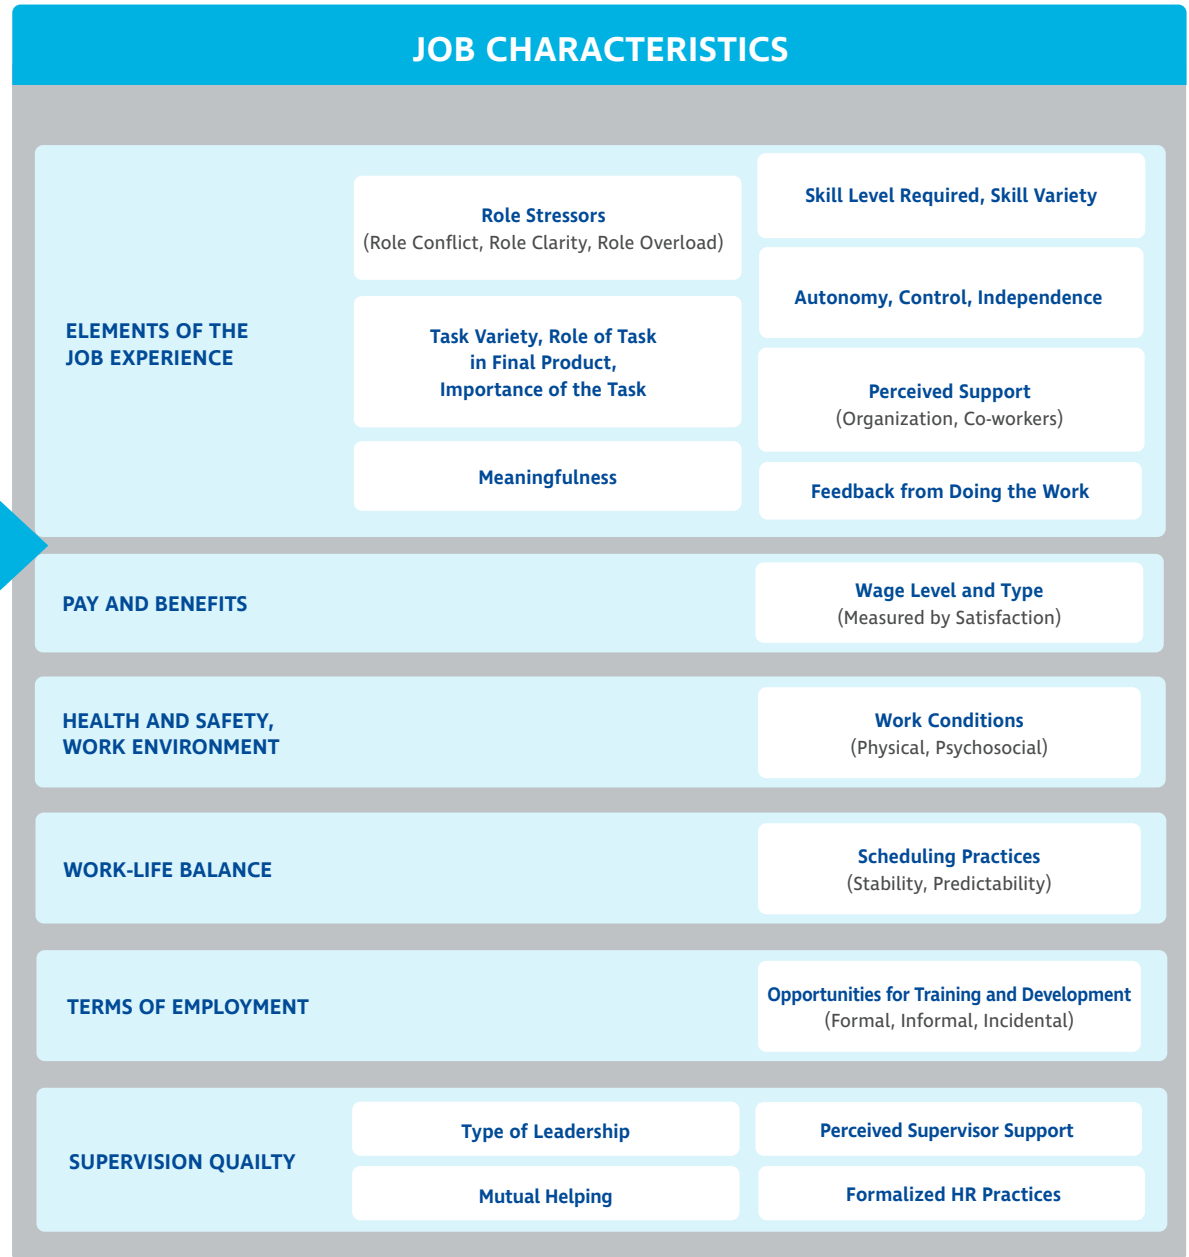 JOB CHARACTERISTICS
ELEMENTS OF THE
JOB EXPERIENCE
Role Stressors
(Role Conflict, Role Clarity, Role Overload)
Task Variety, Role of Task
in Final Product,
Importance of the Task
Meaningfulness
Skill Level Required, Skill Variety
Autonomy, Control, Independence
Perceived Support
(Organization, Co-workers)
Feedback from Doing the Work
PAY AND BENEFITS
Wage Level and Type
(Measured by Satisfaction)
HEALTH AND SAFETY,
WORK ENVIRONMENT
Work Conditions
(Physical, Psychosocial)
WORK-LIFE BALANCE
Scheduling Practices
(Stability, Predictability)
TERMS OF EMPLOYMENT
Opportunities for Training and Development
(Formal, Informal, Incidental)
SUPERVISION QUAILTY
Type of Leadership
Mutual Helping
Perceived Supervisor Support
Formalized HR Practices